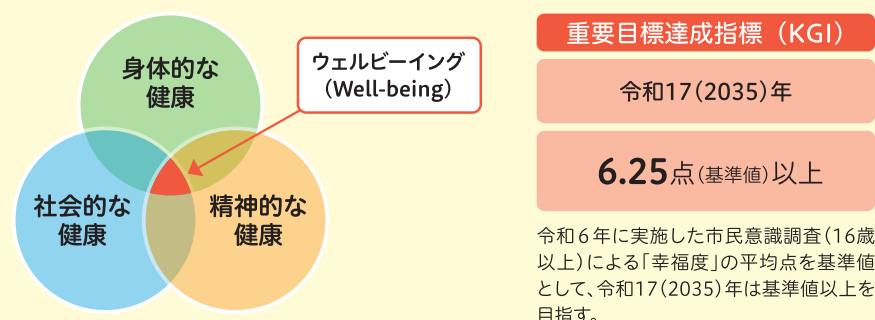 身体的な
健康
ウェルビーイング
（Well-being）
社会的な
健康
精神的な
健康
重要目標達成指標（KGI）
令和17（2035）年
6.25点（基準値）以上
令和6年に実施した市民意識調査（16歳
以上）による「幸福度」の平均点を基準値
として、令和17（2035）年は基準値以上を
目指す。